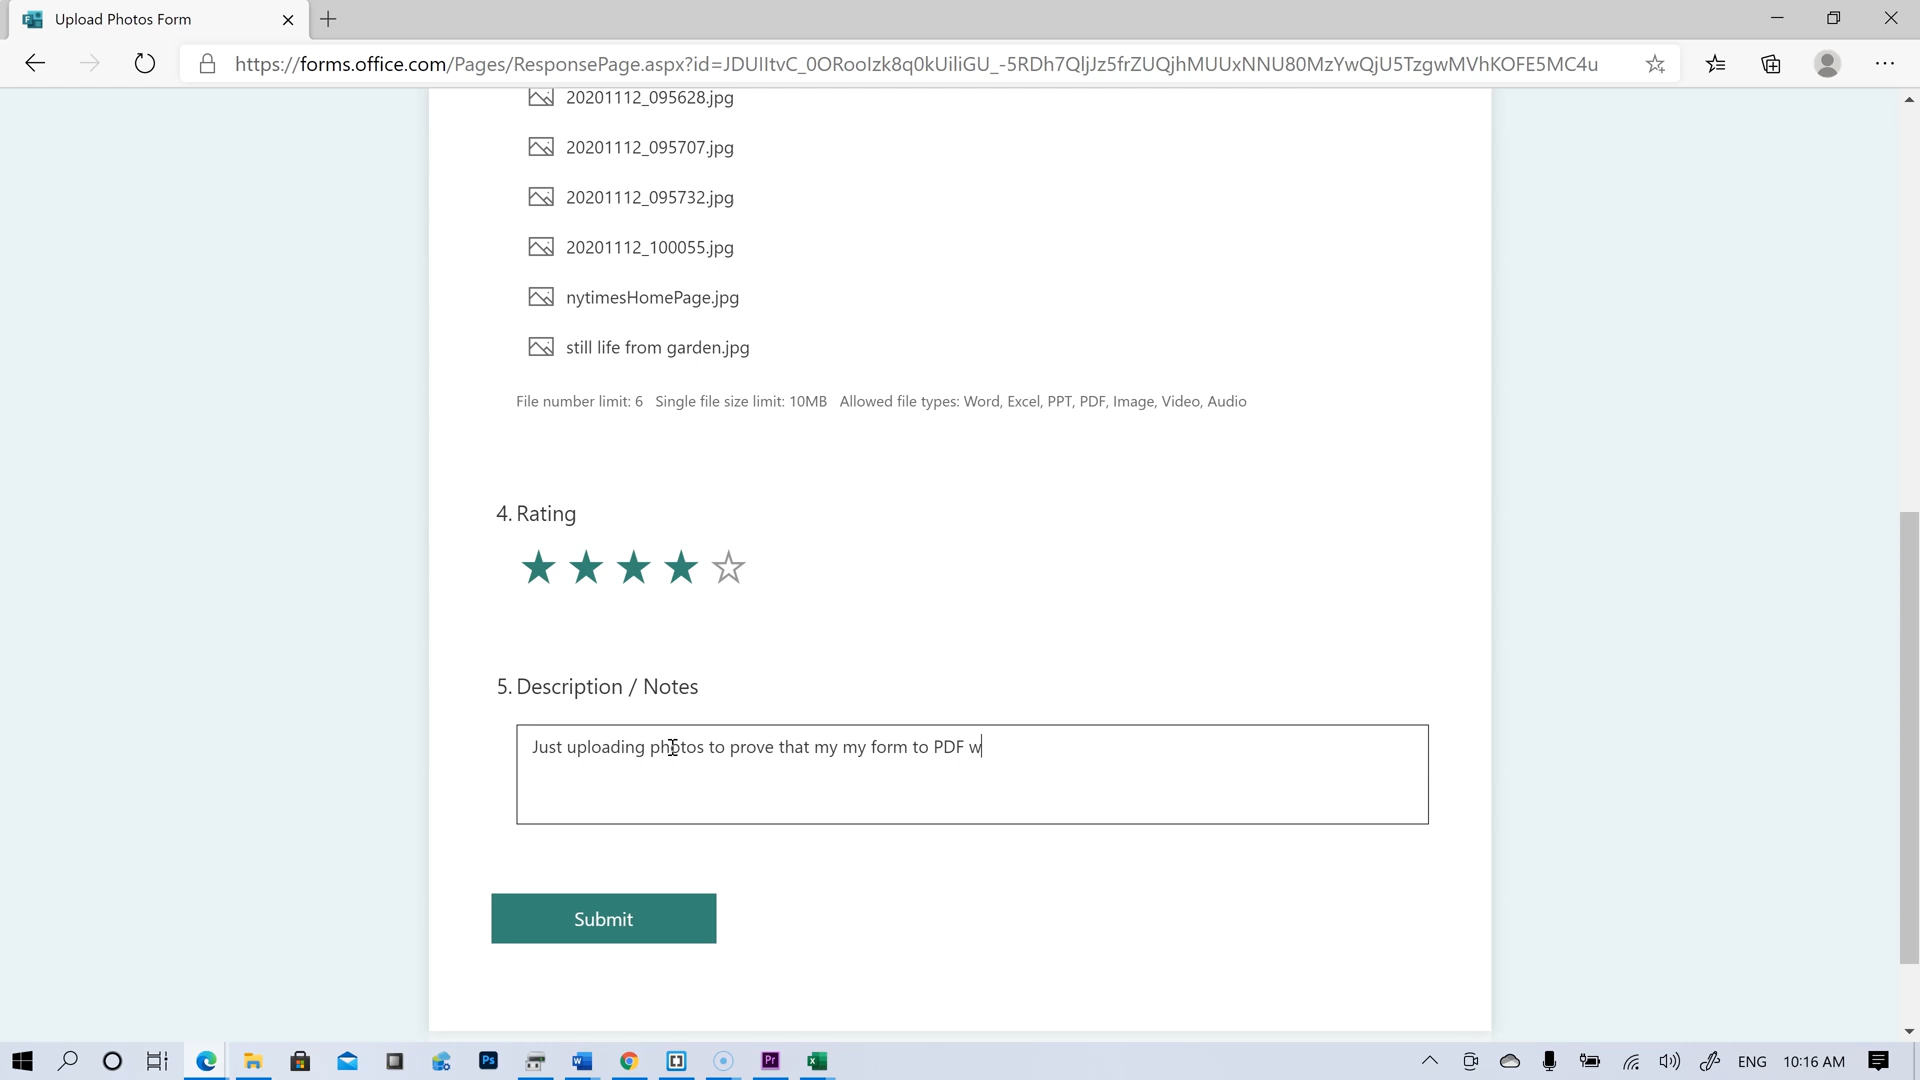 Upload Photos Form
https://forms.office.com/Pages/ResponsePage.aspx?id=JDUIItvC_0ORooIzk8q0kUiliGU_-5RDh7QljJz5frZUQjhMUUxNNU80MzYwQjU5TzgwMVhKOFE5MC4u
20201112_095628.jpg
20201112_095707.jpg
20201112_095732.jpg
20201112_100055.jpg
nytimesHomePage.jpg
still life from garden.jpg
File number limit: 6 Single file size limit: 10MB Allowed file types: Word, Excel, PPT, PDF, Image, Video, Audio
4. Rating
5. Description / Notes
Just uploading photos to prove that my my form to PDF w
Submit
Ps
Pr
ENG 10:16 AM